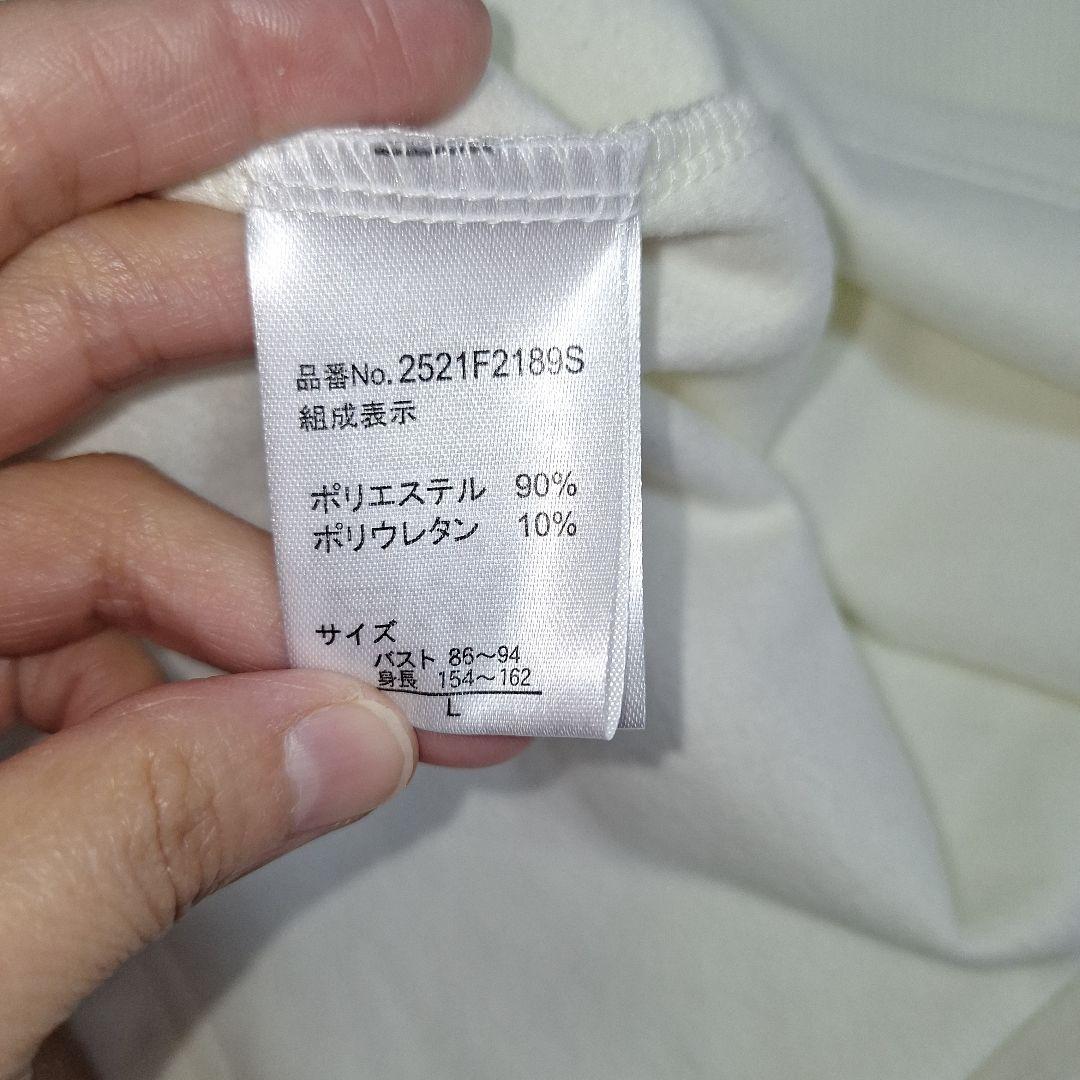 品番No.2521F2189S
組成表示
ポリエステル 90%
ポリウレタン 10%
サイズ
バスト 86～94
身長 154～162
L